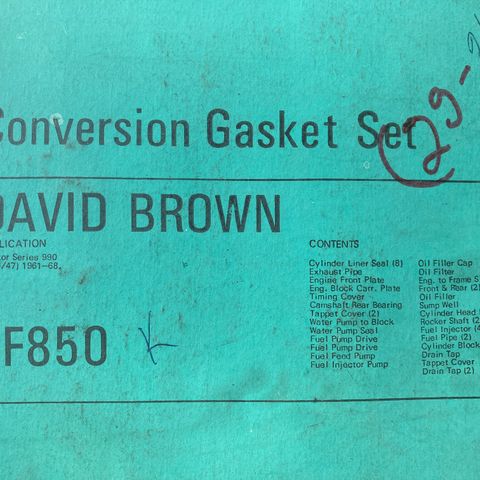 Conversion Gasket Set
29-
DAVID BROWN
LICATION
or Series 990
/47) 1961-68.
F850
CONTENTS
Cylinder Liner Seal (8)
Exhaust Pipe
Engine Front Plate
Eng. Block Carr. Plate
Timing Cover
Camshaft Rear Bearing
Tappet Cover (2)
Water Pump to Block
Water Pump Seal
Fuel Pump Drive
Fuel Pump Drive
Fuel Feed Pump
Fuel Injector Pump
Oil Filler Cap
Oil Filter
Eng. to Frame S
Front & Rear (2)
Oil Filler
Sump Well
Cylinder Head
Rocker Shaft (2)
Fuel Injector (4
Fuel Pipe (2)
Cylinder Block
Drain Tap
Tappet Cover
Drain Tap (2)